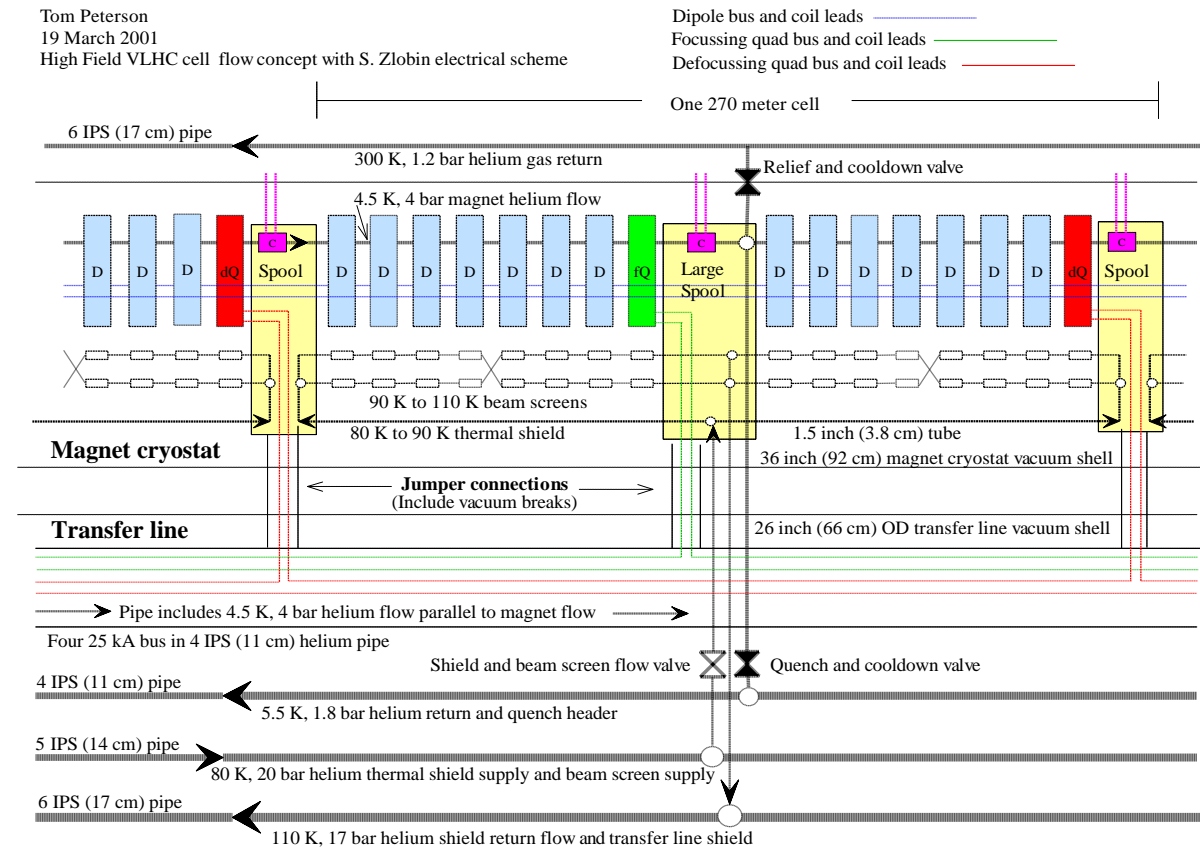 Tom Peterson
19 March 2001
High Field VLHC cell flow concept with S. Zlobin electrical scheme
Dipole bus and coil leads
Focussing quad bus and coil leads
Defocussing quad bus and coil leads
One 270 meter cell
6 IPS (17 cm) pipe
300 K, 1.2 bar helium gas return
Relief and cooldown valve
4.5 K, 4 bar magnet helium flow
C C C
D D D dQ Spool D D D D D D D fQ Large Spool D D D D D D D dQ Spool
90 K to 110 K beam screens
80 K to 90 K thermal shield
1.5 inch (3.8 cm) tube
Magnet cryostat
36 inch (92 cm) magnet cryostat vacuum shell
Jumper connections
(Include vacuum breaks)
Transfer line
26 inch (66 cm) OD transfer line vacuum shell
Pipe includes 4.5 K, 4 bar helium flow parallel to magnet flow
Four 25 kA bus in 4 IPS (11 cm) helium pipe
Shield and beam screen flow valve
Quench and cooldown valve
4 IPS (11 cm) pipe
5.5 K, 1.8 bar helium return and quench header
5 IPS (14 cm) pipe
80 K, 20 bar helium thermal shield supply and beam screen supply
6 IPS (17 cm) pipe
110 K, 17 bar helium shield return flow and transfer line shield